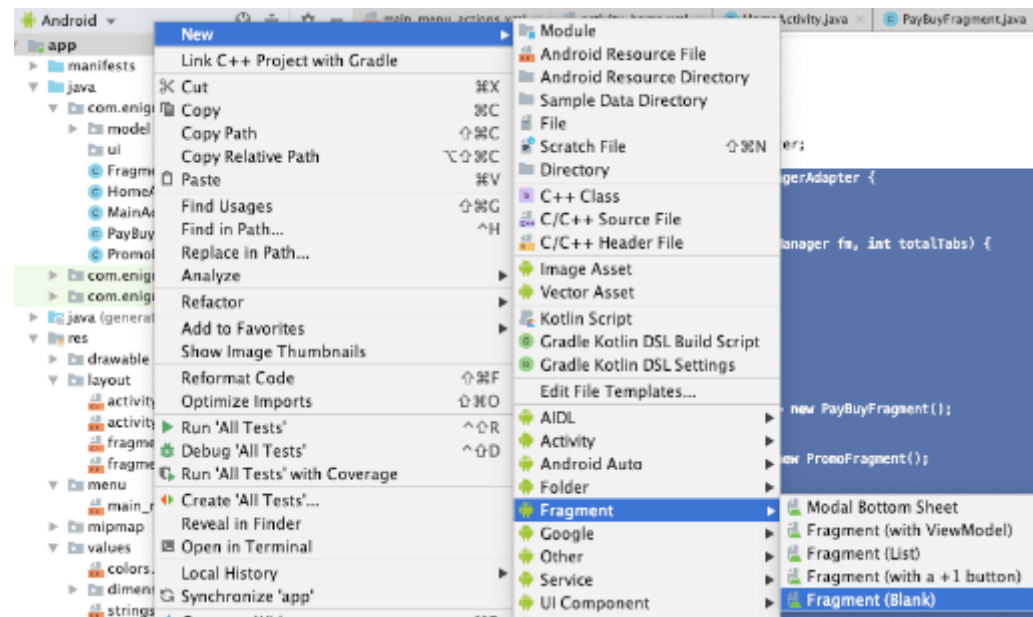 Android
main_menu_actions.xml
activity_home.xml
HomeActivity.java
PayBuyFragment.java
app
manifests
java
com.enig
model
ui
Fragm
HomeA
MainAc
PayBuy
Promo
com.enig
com.enig
java (generat
res
drawable
layout
activity
activity
fragme
fragme
menu
main_r
mipmap
values
colors.
dimen
strings
New
Link C++ Project with Gradle
Cut ⌘X
Copy ⌘C
Copy Path ⇧⌘C
Copy Relative Path ⌥⇧⌘C
Paste ⌘V
Find Usages ⇧⌘G
Find in Path... ^H
Replace in Path...
Analyze
Refactor
Add to Favorites
Show Image Thumbnails
Reformat Code ⇧⌘F
Optimize Imports ⇧⌘O
Run 'All Tests' ^⇧R
Debug 'All Tests' ^⇧D
Run 'All Tests' with Coverage
Create 'All Tests'...
Reveal in Finder
Open in Terminal
Local History
Synchronize 'app'
Module
Android Resource File
Android Resource Directory
Sample Data Directory
File
Scratch File ⇧⌘N
Directory
C++ Class
C/C++ Source File
C/C++ Header File
Image Asset
Vector Asset
Kotlin Script
Gradle Kotlin DSL Build Script
Gradle Kotlin DSL Settings
Edit File Templates...
AIDL
Activity
Android Auto
Folder
Fragment
Google
Other
Service
UI Component
Modal Bottom Sheet
Fragment (with ViewModel)
Fragment (List)
Fragment (with a +1 button)
Fragment (Blank)
er;
gerAdapter {
anager fm, int totalTabs) {
new PayBuyFragment();
new PromoFragment();